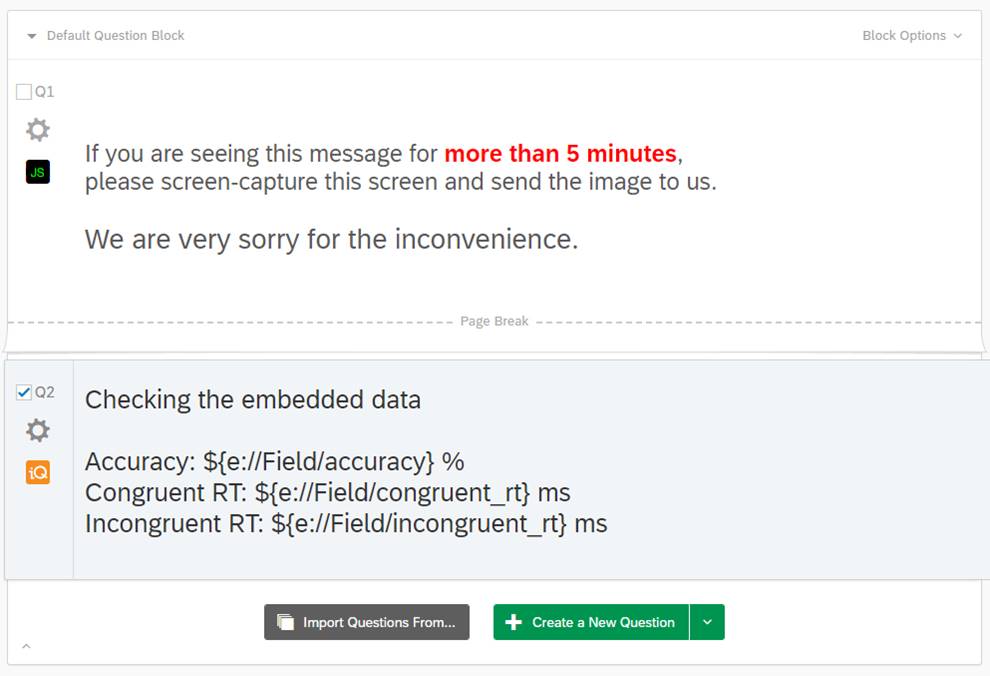 Default Question Block
Block Options
Q1
JS
If you are seeing this message for more than 5 minutes,
please screen-capture this screen and send the image to us.
We are very sorry for the inconvenience.
Page Break
Q2
iQ
Checking the embedded data
Accuracy: ${e://Field/accuracy} %
Congruent RT: ${e://Field/congruent_rt} ms
Incongruent RT: ${e://Field/incongruent_rt} ms
Import Questions From...
Create a New Question